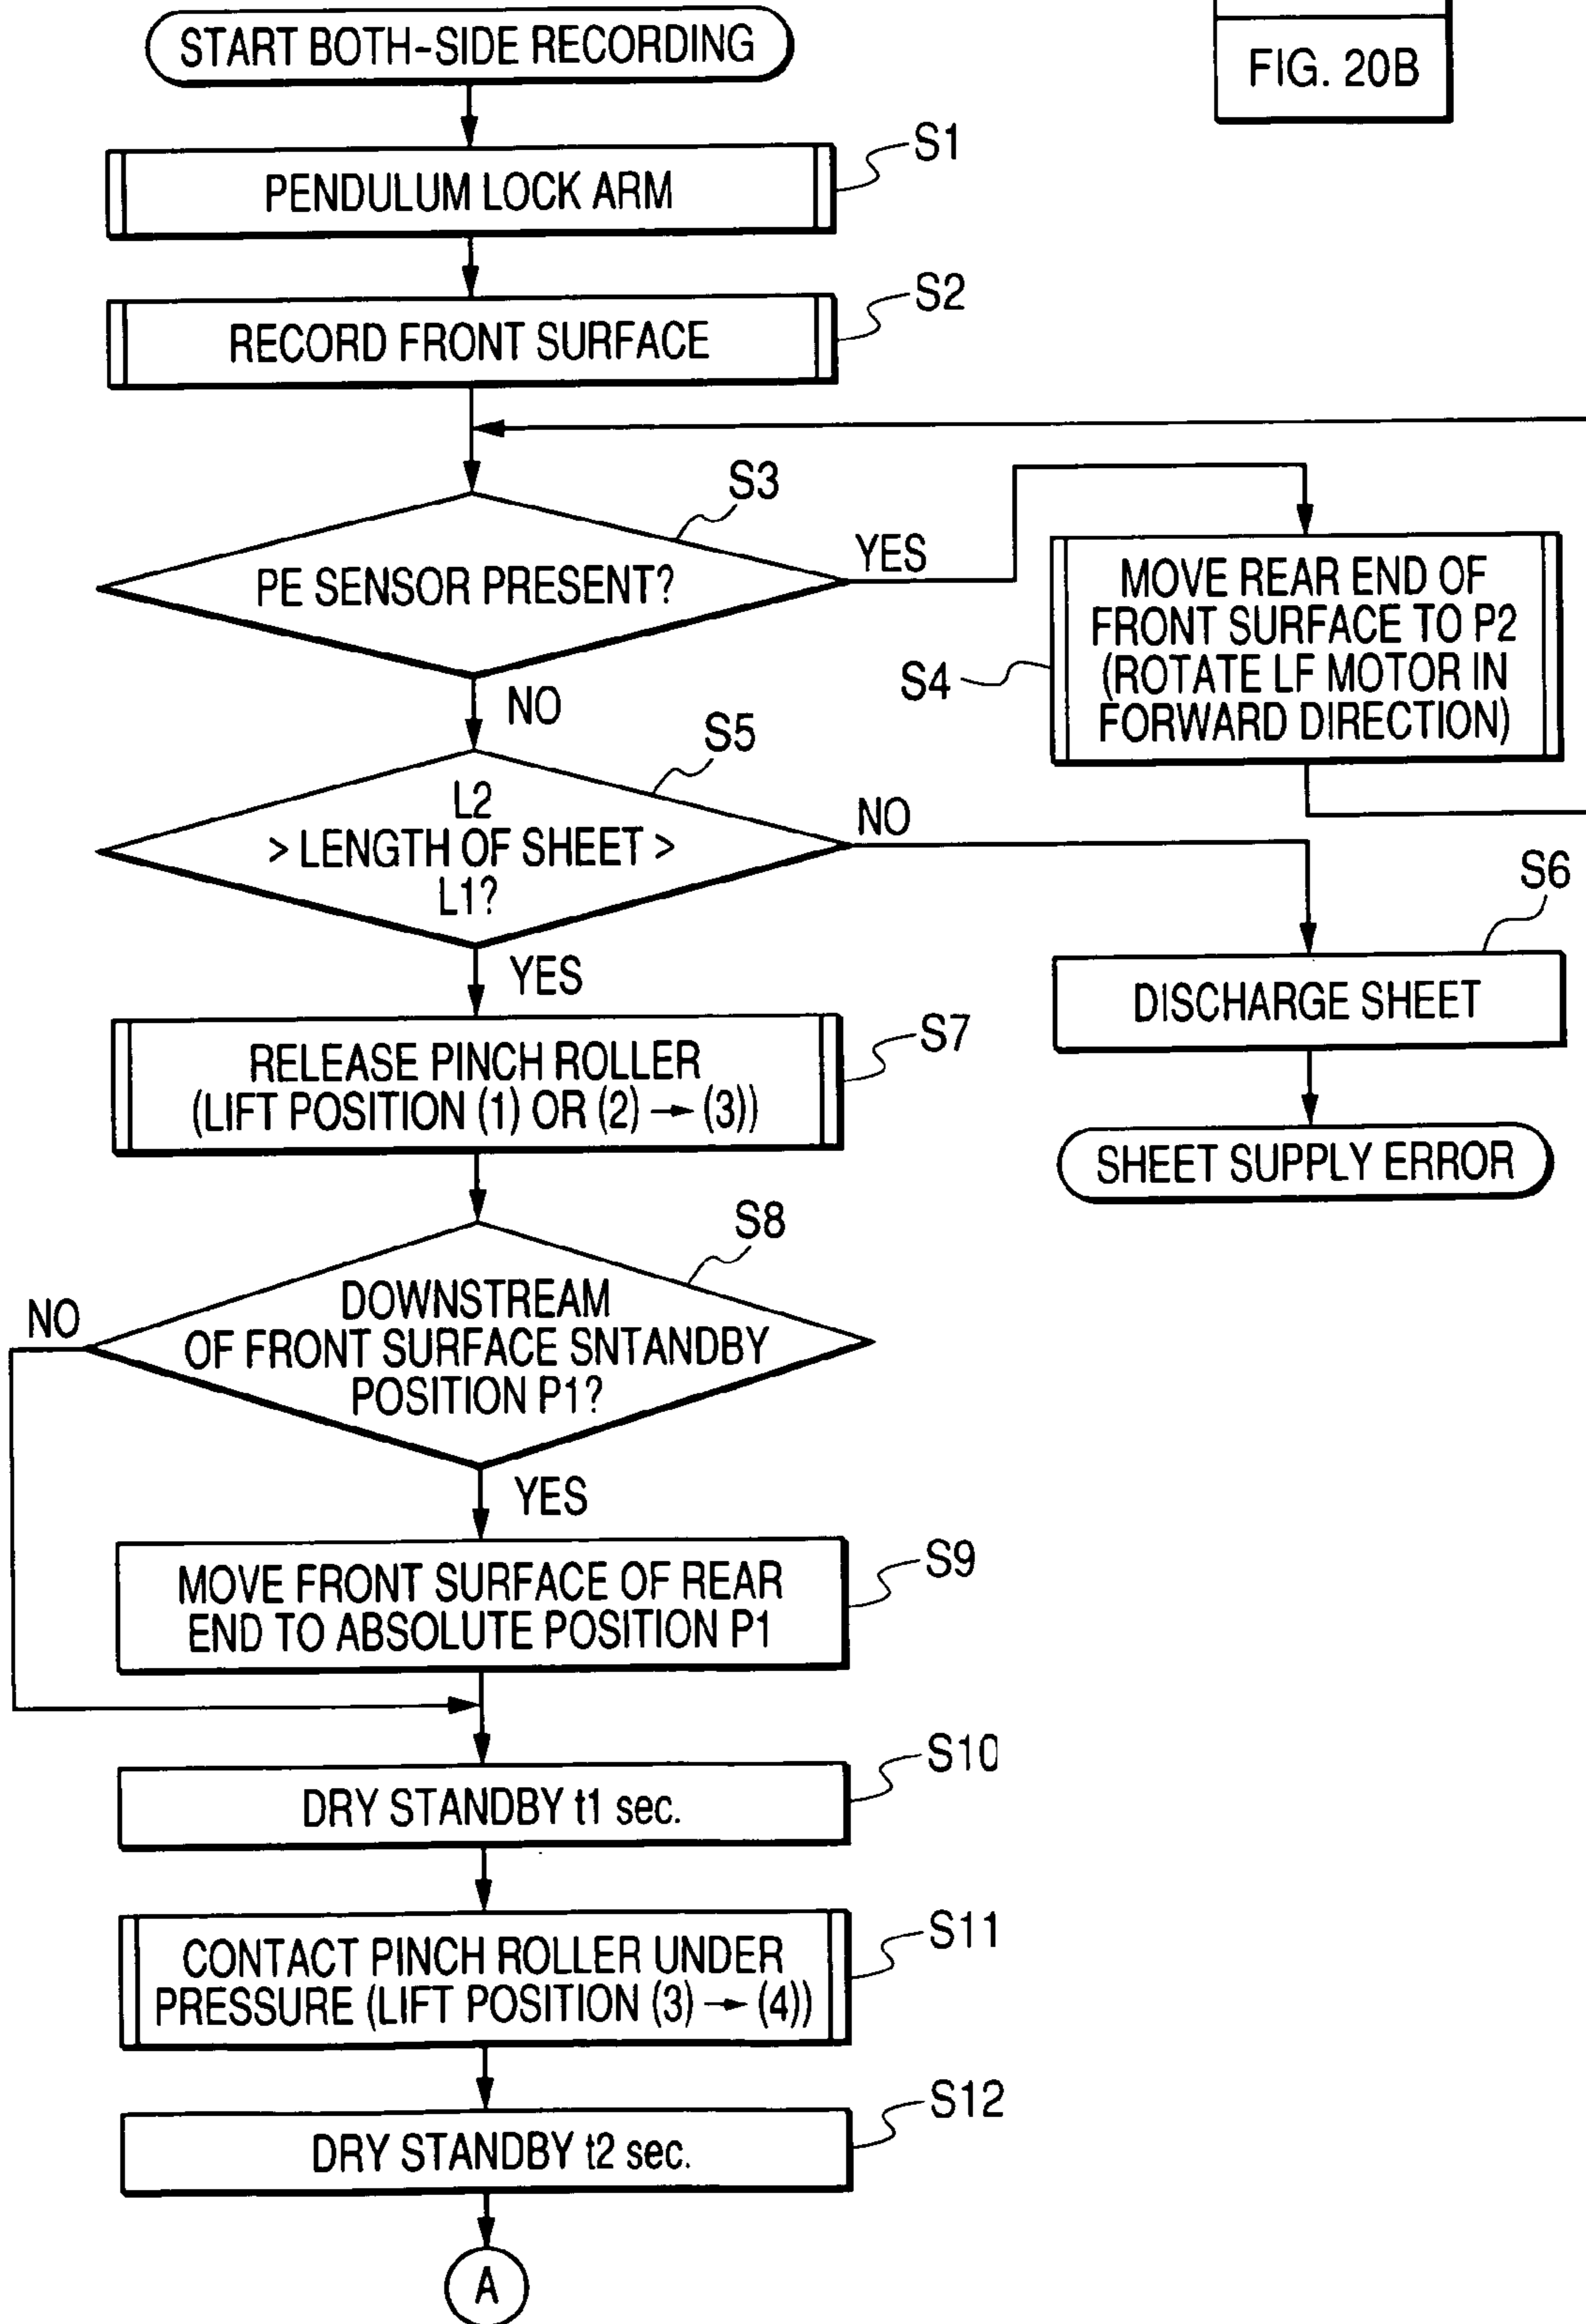 START BOTH-SIDE RECORDING
FIG. 20B
S1
PENDULUM LOCK ARM
S2
RECORD FRONT SURFACE
S3
PE SENSOR PRESENT?
YES
NO
S4
MOVE REAR END OF
FRONT SURFACE TO P2
(ROTATE LF MOTOR IN
FORWARD DIRECTION)
S5
L2
> LENGTH OF SHEET >
L1?
NO
YES
S6
DISCHARGE SHEET
SHEET SUPPLY ERROR
S7
RELEASE PINCH ROLLER
(LIFT POSITION (1) OR (2) → (3))
S8
DOWNSTREAM
OF FRONT SURFACE SNTANDBY
POSITION P1?
NO
YES
S9
MOVE FRONT SURFACE OF REAR
END TO ABSOLUTE POSITION P1
S10
DRY STANDBY t1 sec.
S11
CONTACT PINCH ROLLER UNDER
PRESSURE (LIFT POSITION (3) → (4))
S12
DRY STANDBY t2 sec.
A